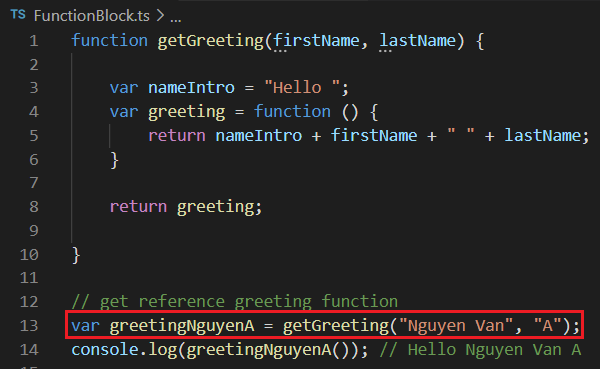 TS FunctionBlock.ts > ...
1 function getGreeting(firstName, lastName) {
2
3 var nameIntro = "Hello ";
4 var greeting = function () {
5 return nameIntro + firstName + " " + lastName;
6 }
7
8 return greeting;
9
10 }
11
12 // get reference greeting function
13 var greetingNguyenA = getGreeting("Nguyen Van", "A");
14 console.log(greetingNguyenA()); // Hello Nguyen Van A